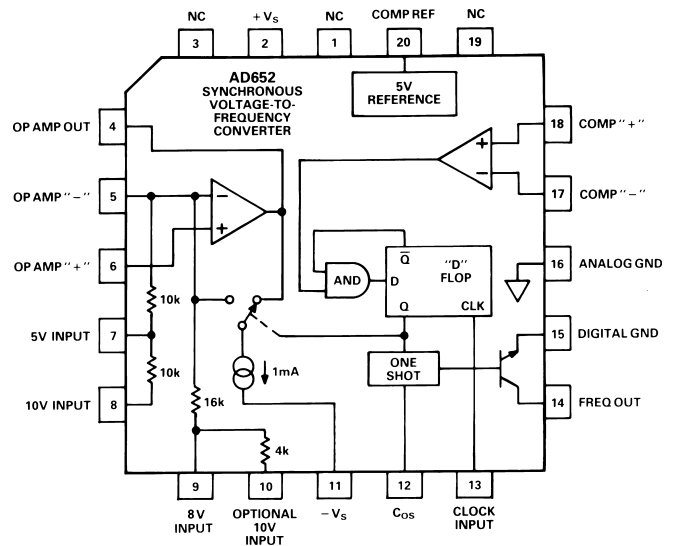 NC
+VS
NC
COMP REF
NC
3
2
1
20
19
AD652
SYNCHRONOUS
VOLTAGE-TO-
FREQUENCY
CONVERTER
5V
REFERENCE
OP AMP OUT
4
18
COMP "+"
OP AMP "–"
5
17
COMP "–"
OP AMP "+"
6
16
ANALOG GND
5V INPUT
7
15
DIGITAL GND
10V INPUT
8
14
FREQ OUT
–
+
+
–
AND
Q̅
"D"
FLOP
D
Q
CLK
ONE
SHOT
10k
10k
16k
4k
1mA
9
10
11
12
13
8V
INPUT
OPTIONAL
10V
INPUT
–VS
COS
CLOCK
INPUT